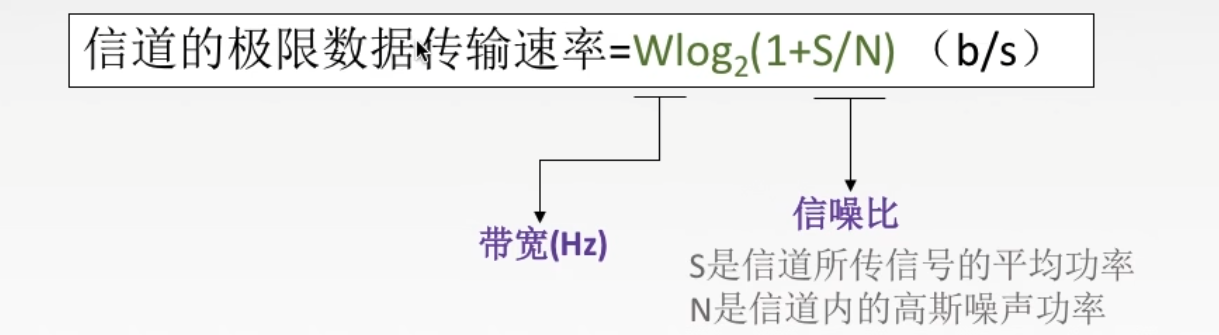 信道的极限数据传输速率=Wlog₂(1+S/N) （b/s）
带宽(Hz)
信噪比
S是信道所传信号的平均功率
N是信道内的高斯噪声功率